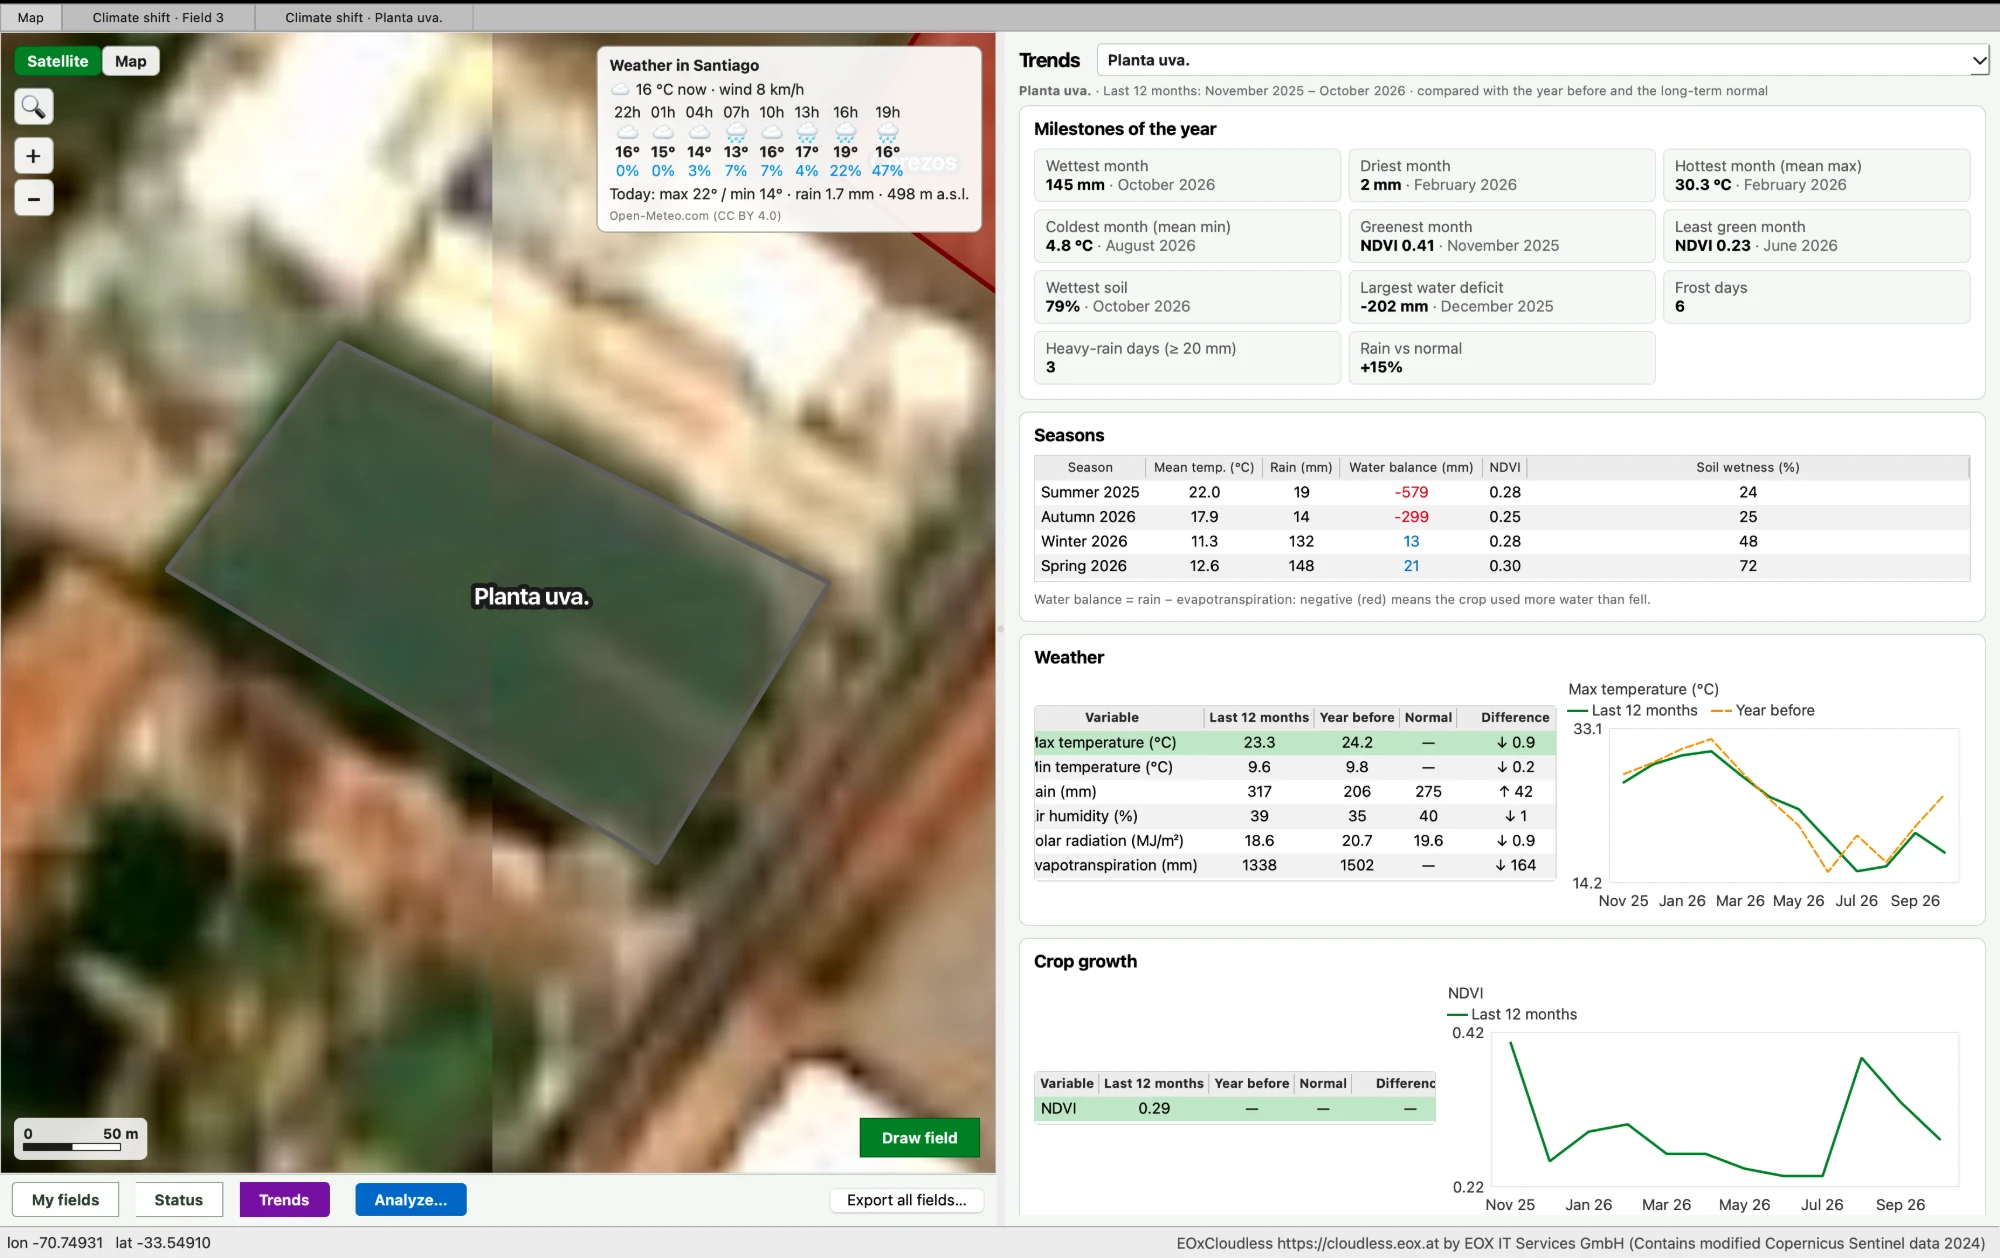 Map
Climate shift · Field 3
Climate shift · Planta uva.
Satellite
Map
+
−
Weather in Santiago
16 °C now · wind 8 km/h
22h 01h 04h 07h 10h 13h 16h 19h
16° 15° 14° 13° 16° 17° 19° 16°
0% 0% 3% 7% 7% 4% 22% 47%
Today: max 22° / min 14° · rain 1.7 mm · 498 m a.s.l.
Open-Meteo.com (CC BY 4.0)
Planta uva.
0 50 m
Draw field
My fields
Status
Trends
Analyze...
Export all fields...
lon -70.74931 lat -33.54910
Trends
Planta uva.
Planta uva. · Last 12 months: November 2025 – October 2026 · compared with the year before and the long-term normal
Milestones of the year
Wettest month
145 mm · October 2026
Driest month
2 mm · February 2026
Hottest month (mean max)
30.3 °C · February 2026
Coldest month (mean min)
4.8 °C · August 2026
Greenest month
NDVI 0.41 · November 2025
Least green month
NDVI 0.23 · June 2026
Wettest soil
79% · October 2026
Largest water deficit
-202 mm · December 2025
Frost days
6
Heavy-rain days (≥ 20 mm)
3
Rain vs normal
+15%
Seasons
Season Mean temp. (°C) Rain (mm) Water balance (mm) NDVI Soil wetness (%)
Summer 2025 22.0 19 -579 0.28 24
Autumn 2026 17.9 14 -299 0.25 25
Winter 2026 11.3 132 13 0.28 48
Spring 2026 12.6 148 21 0.30 72
Water balance = rain – evapotranspiration: negative (red) means the crop used more water than fell.
Weather
Variable Last 12 months Year before Normal Difference
Max temperature (°C) 23.3 24.2 — ↓ 0.9
Min temperature (°C) 9.6 9.8 — ↓ 0.2
ain (mm) 317 206 275 ↑ 42
ir humidity (%) 39 35 40 ↓ 1
olar radiation (MJ/m²) 18.6 20.7 19.6 ↓ 0.9
vapotranspiration (mm) 1338 1502 — ↓ 164
Max temperature (°C)
Last 12 months Year before
33.1
14.2
Nov 25 Jan 26 Mar 26 May 26 Jul 26 Sep 26
Crop growth
Variable Last 12 months Year before Normal Differenc
NDVI 0.29 — — —
NDVI
Last 12 months
0.42
0.22
Nov 25 Jan 26 Mar 26 May 26 Jul 26 Sep 26
EOxCloudless https://cloudless.eox.at by EOX IT Services GmbH (Contains modified Copernicus Sentinel data 2024)